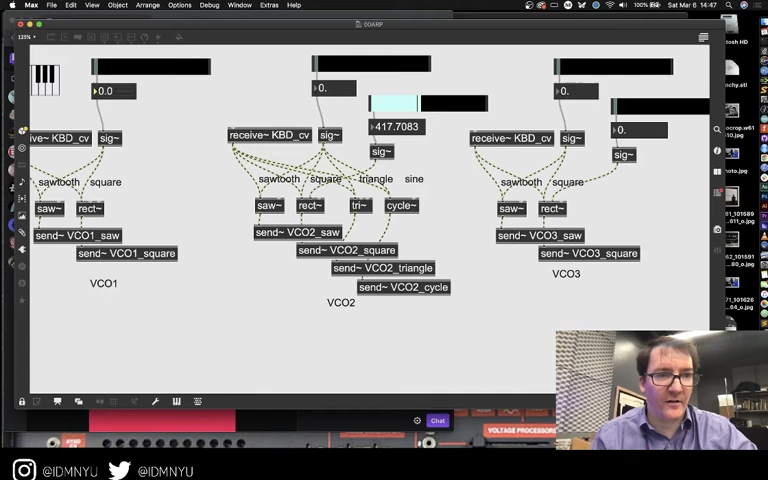 Max File Edit View Object Arrange Options Debug Window Extras Help
100% Sat Mar 6 14:47
00ARP
125%
0.0
0.
417.7083
0.
0.
receive~ KBD_cv sig~
receive~ KBD_cv sig~
sig~
receive~ KBD_cv sig~
sig~
sawtooth square
sawtooth square triangle sine
sawtooth square
saw~ rect~
saw~ rect~ tri~ cycle~
saw~ rect~
send~ VCO1_saw
send~ VCO1_square
VCO1
send~ VCO2_saw
send~ VCO2_square
send~ VCO2_triangle
send~ VCO2_cycle
VCO2
send~ VCO3_saw
send~ VCO3_square
VCO3
Chat
VOLTAGE PROCESSORS
@IDMNYU @IDMNYU